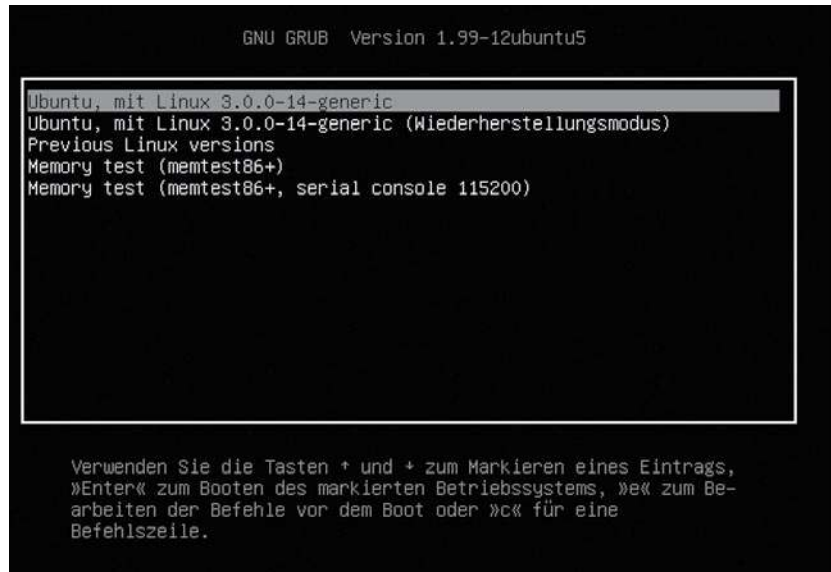 GNU GRUB  Version 1.99-12ubuntu5
Ubuntu, mit Linux 3.0.0-14-generic
Ubuntu, mit Linux 3.0.0-14-generic (Wiederherstellungsmodus)
Previous Linux versions
Memory test (memtest86+)
Memory test (memtest86+, serial console 115200)
Verwenden Sie die Tasten ↑ und ↓ zum Markieren eines Eintrags,
»Enter« zum Booten des markierten Betriebssystems, »e« zum Be-
arbeiten der Befehle vor dem Boot oder »c« für eine
Befehlszeile.